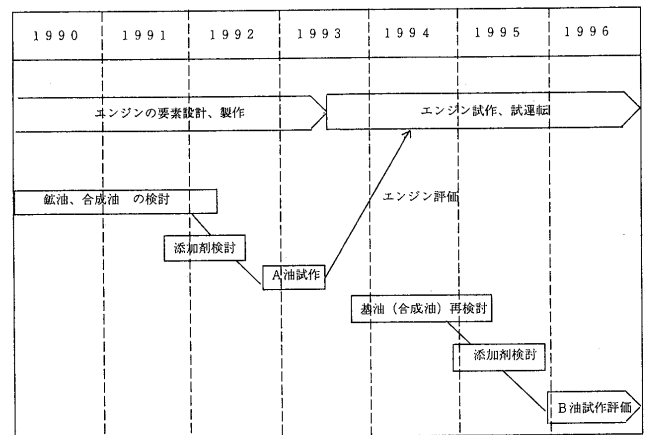 1990 1991 1992 1993 1994 1995 1996
エンジンの要素設計、製作
エンジン試作、試運転
鉱油、合成油 の検討
エンジン評価
添加剤検討
A油試作
基油(合成油)再検討
添加剤検討
B油試作評価